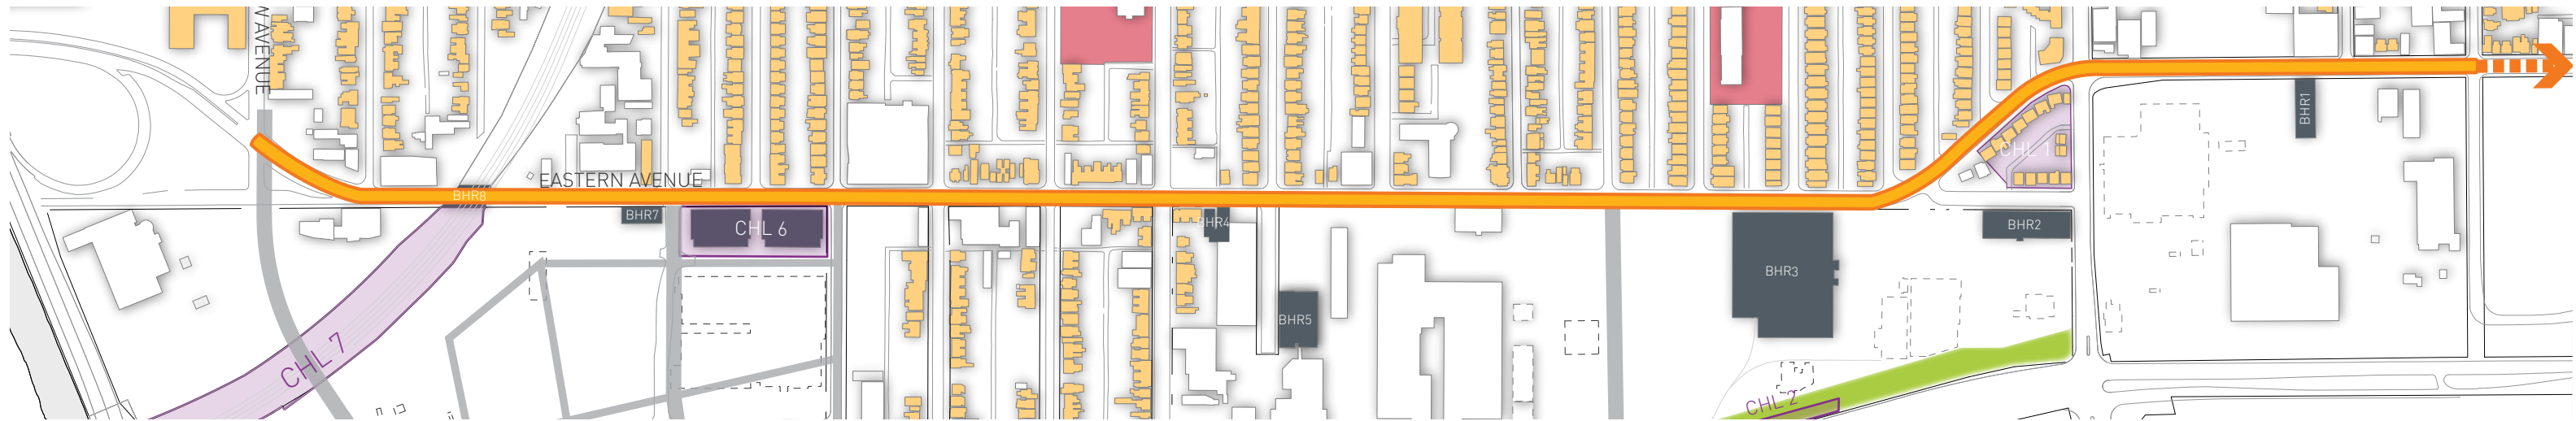 N AVENUE
BHR1
CHL 1
EASTERN AVENUE
BHR8
BHR7
CHL 6
BHR4
BHR2
BHR3
BHR5
CHL 7
CHL 2